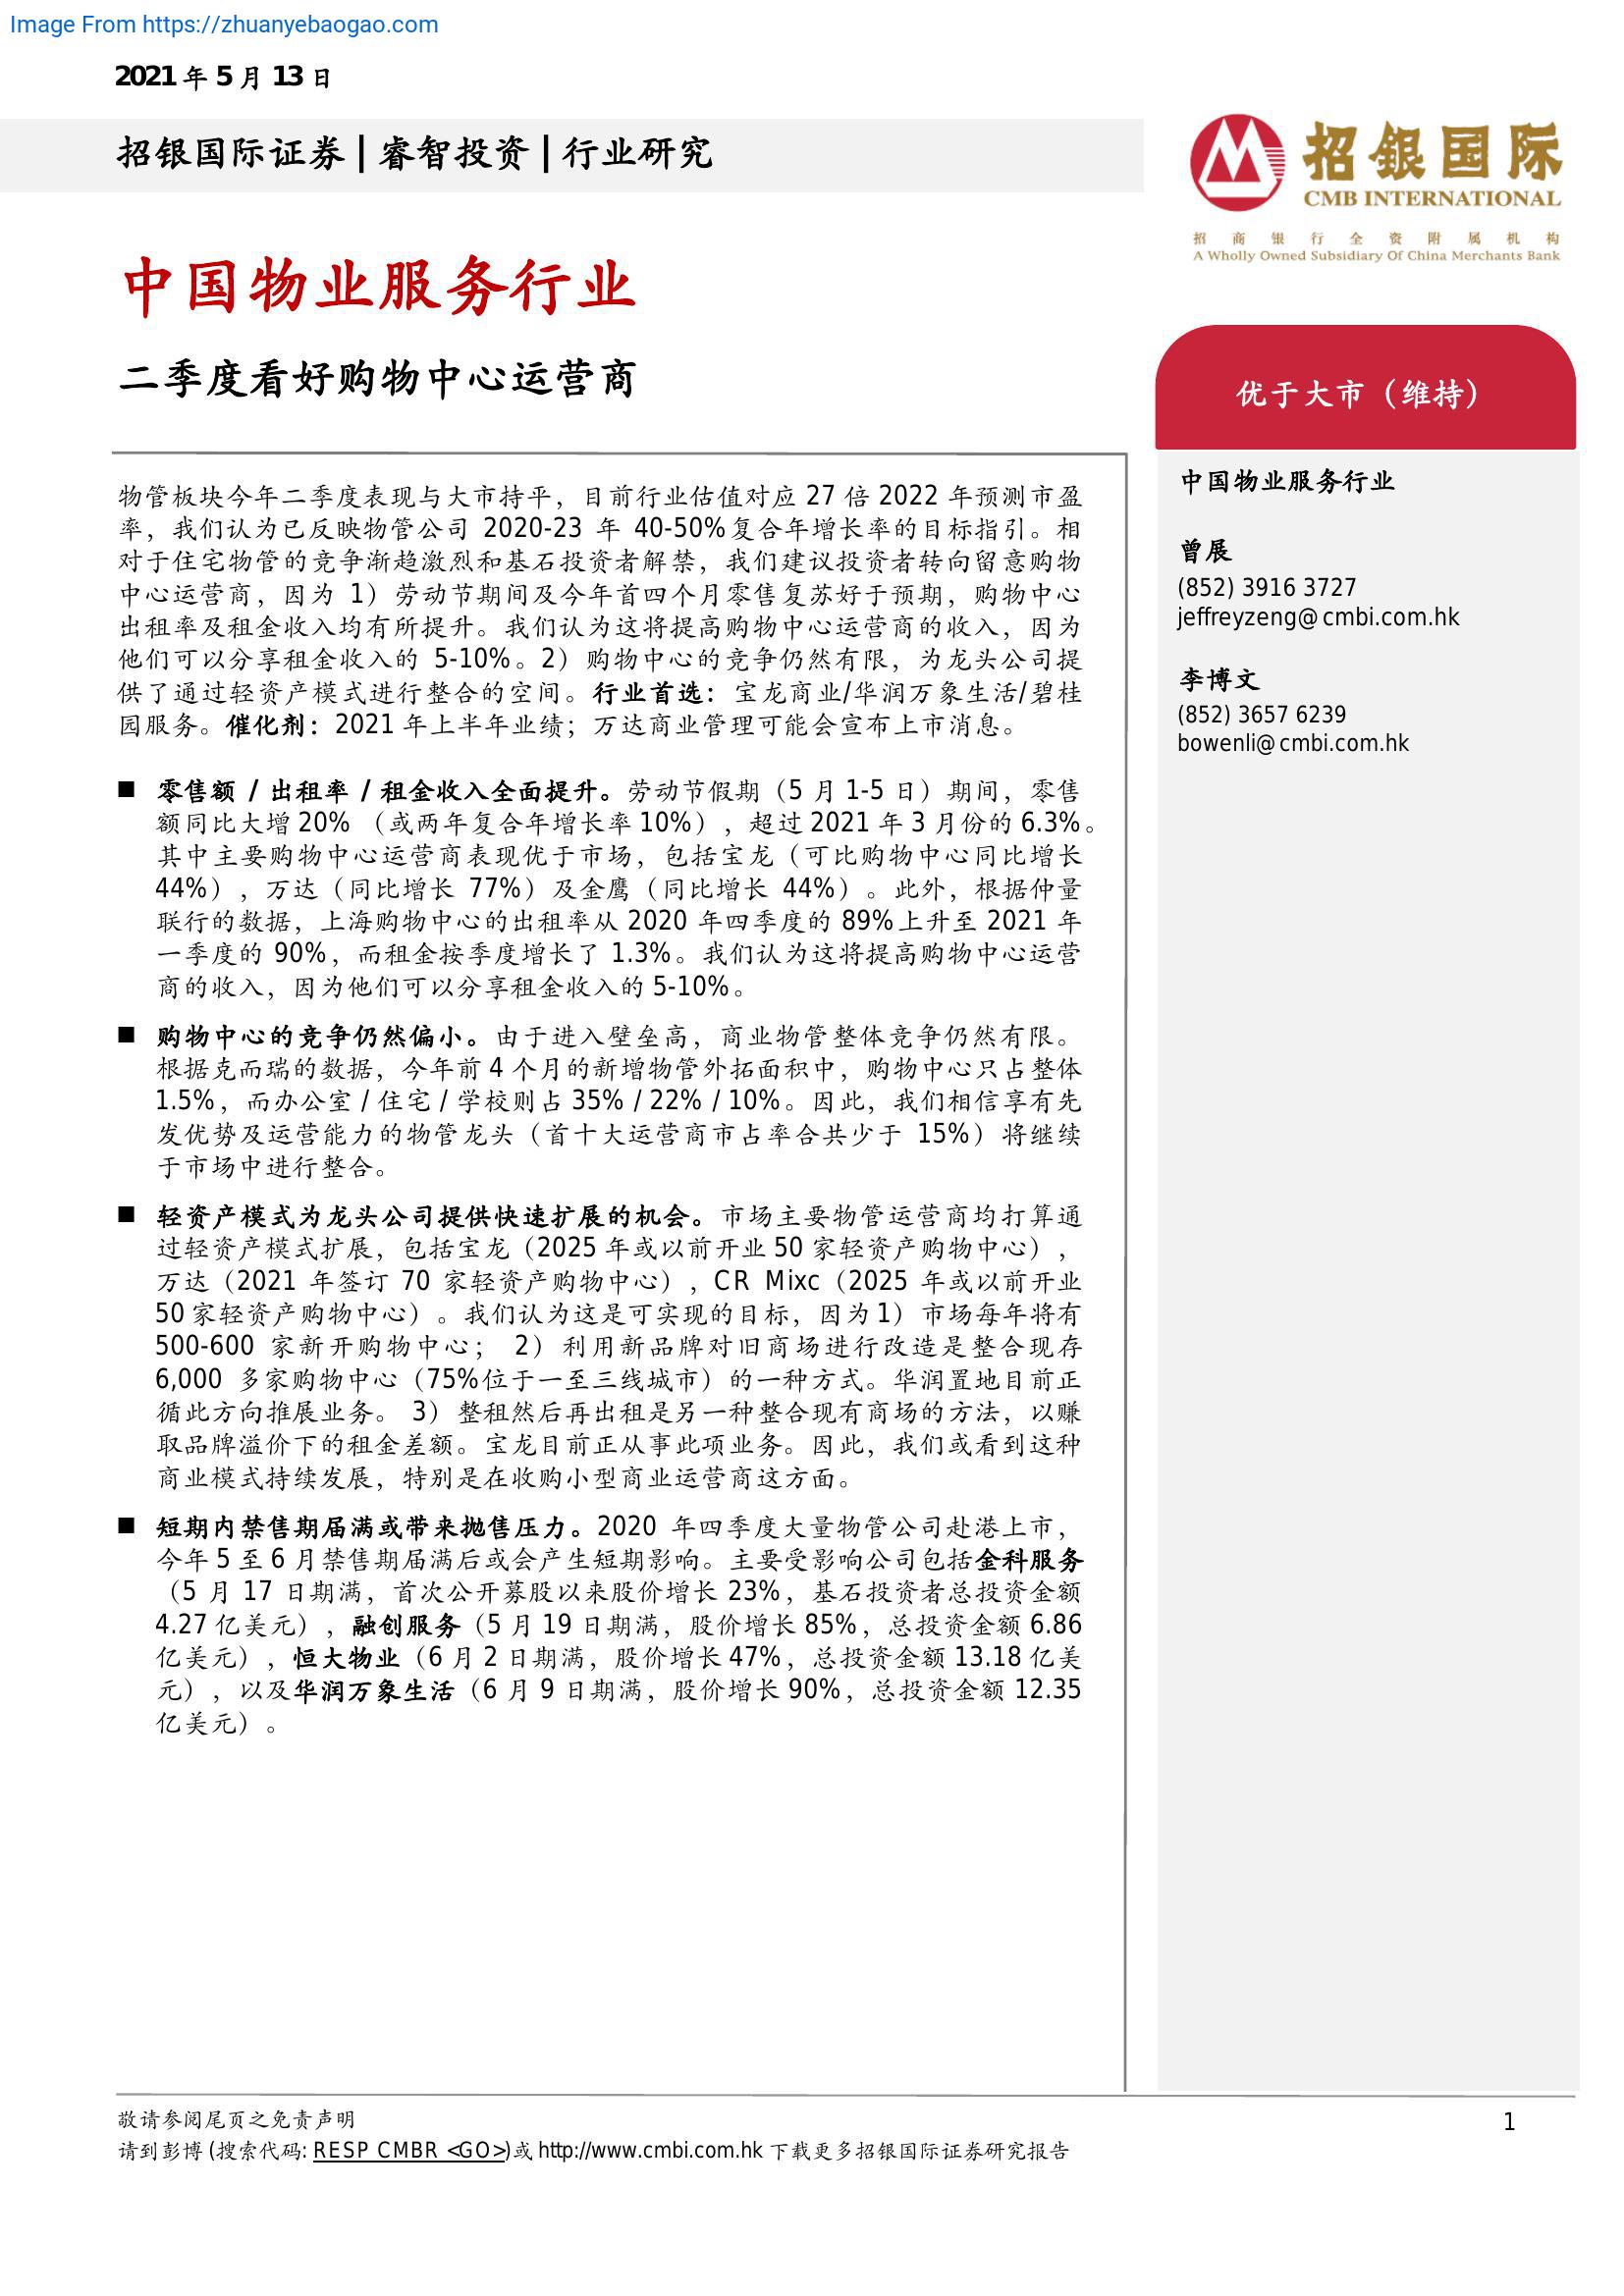 Image From https://zhuanyebaogao.com
2021 年 5 月 13 日
招银国际证券 | 睿智投资 | 行业研究
招银国际
CMB INTERNATIONAL
招商银行全资附属机构
A Wholly Owned Subsidiary Of China Merchants Bank
中国物业服务行业
二季度看好购物中心运营商
物管板块今年二季度表现与大市持平，目前行业估值对应 27 倍 2022 年预测市盈
率，我们认为已反映物管公司 2020-23 年 40-50%复合年增长率的目标指引。相
对于住宅物管的竞争渐趋激烈和基石投资者解禁，我们建议投资者转向留意购物
中心运营商，因为 1）劳动节期间及今年首四个月零售复苏好于预期，购物中心
出租率及租金收入均有所提升。我们认为这将提高购物中心运营商的收入，因为
他们可以分享租金收入的 5-10%。2）购物中心的竞争仍然有限，为龙头公司提
供了通过轻资产模式进行整合的空间。行业首选：宝龙商业/华润万象生活/碧桂
园服务。催化剂：2021 年上半年业绩；万达商业管理可能会宣布上市消息。
■ 零售额 / 出租率 / 租金收入全面提升。劳动节假期（5 月 1-5 日）期间，零售
额同比大增 20% （或两年复合年增长率 10%），超过 2021 年 3 月份的 6.3%。
其中主要购物中心运营商表现优于市场，包括宝龙（可比购物中心同比增长
44%），万达（同比增长 77%）及金鹰（同比增长 44%）。此外，根据仲量
联行的数据，上海购物中心的出租率从 2020 年四季度的 89%上升至 2021 年
一季度的 90%，而租金按季度增长了 1.3%。我们认为这将提高购物中心运营
商的收入，因为他们可以分享租金收入的 5-10%。
■ 购物中心的竞争仍然偏小。由于进入壁垒高，商业物管整体竞争仍然有限。
根据克而瑞的数据，今年前 4 个月的新增物管外拓面积中，购物中心只占整体
1.5%，而办公室 / 住宅 / 学校则占 35% / 22% / 10%。因此，我们相信享有先
发优势及运营能力的物管龙头（首十大运营商市占率合共少于 15%）将继续
于市场中进行整合。
■ 轻资产模式为龙头公司提供快速扩展的机会。市场主要物管运营商均打算通
过轻资产模式扩展，包括宝龙（2025 年或以前开业 50 家轻资产购物中心），
万达（2021 年签订 70 家轻资产购物中心），CR Mixc（2025 年或以前开业
50 家轻资产购物中心）。我们认为这是可实现的目标，因为 1）市场每年将有
500-600 家新开购物中心； 2）利用新品牌对旧商场进行改造是整合现存
6,000 多家购物中心（75%位于一至三线城市）的一种方式。华润置地目前正
循此方向推展业务。 3）整租然后再出租是另一种整合现有商场的方法，以赚
取品牌溢价下的租金差额。宝龙目前正从事此项业务。因此，我们或看到这种
商业模式持续发展，特别是在收购小型商业运营商这方面。
■ 短期内禁售期届满或带来抛售压力。2020 年四季度大量物管公司赴港上市，
今年 5 至 6 月禁售期届满后或会产生短期影响。主要受影响公司包括金科服务
（5 月 17 日期满，首次公开募股以来股价增长 23%，基石投资者总投资金额
4.27 亿美元），融创服务（5 月 19 日期满，股价增长 85%，总投资金额 6.86
亿美元），恒大物业（6 月 2 日期满，股价增长 47%，总投资金额 13.18 亿美
元），以及华润万象生活（6 月 9 日期满，股价增长 90%，总投资金额 12.35
亿美元）。
优于大市（维持）
中国物业服务行业
曾展
(852) 3916 3727
jeffreyzeng@cmbi.com.hk
李博文
(852) 3657 6239
bowenli@cmbi.com.hk
敬请参阅尾页之免责声明
请到彭博 (搜索代码: RESP CMBR <GO>)或 http://www.cmbi.com.hk 下载更多招银国际证券研究报告
1